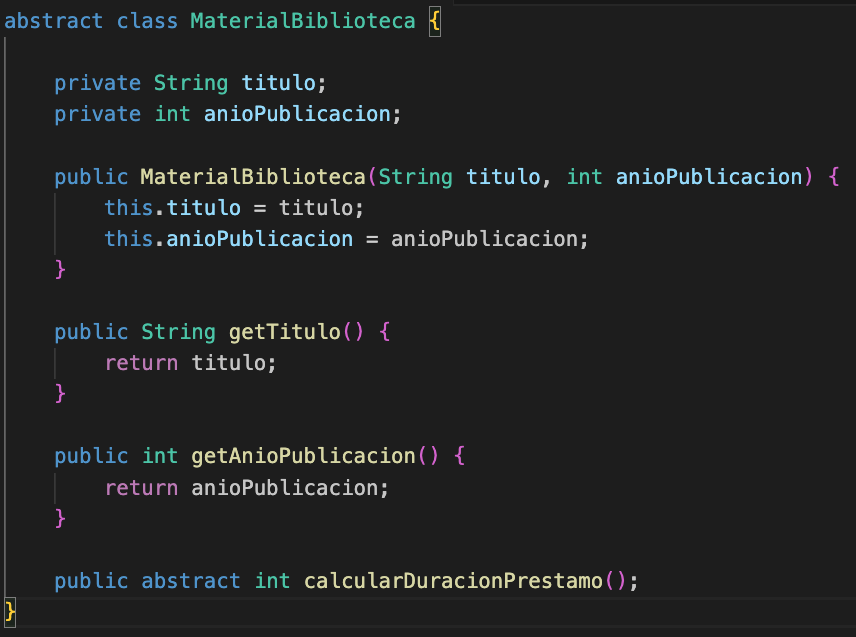 abstract class MaterialBiblioteca {
private String titulo;
private int anioPublicacion;
public MaterialBiblioteca(String titulo, int anioPublicacion) {
this.titulo = titulo;
this.anioPublicacion = anioPublicacion;
}
public String getTitulo() {
return titulo;
}
public int getAnioPublicacion() {
return anioPublicacion;
}
public abstract int calcularDuracionPrestamo();
}